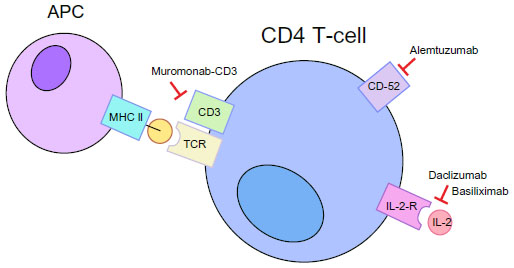 APC
CD4 T-cell
Alemtuzumab
Muromonab-CD3
CD-52
CD3
MHC II
TCR
Daclizumab
Basiliximab
IL-2-R
IL-2